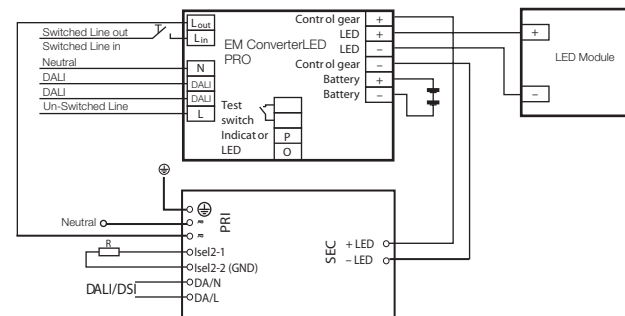 Switched Line out
Switched Line in
Neutral
DALI
DALI
Un-Switched Line
Lout
Lin
N
DALI
DALI
L
EM ConverterLED
PRO
Test
switch
Indicator
LED
P
O
Control gear +
LED +
LED –
Control gear –
Battery +
Battery –
+
–
LED Module
Neutral
R
DALI/DSI
PRI
≂
≂
Isel2-1
Isel2-2 (GND)
DA/N
DA/L
SEC
+ LED
– LED